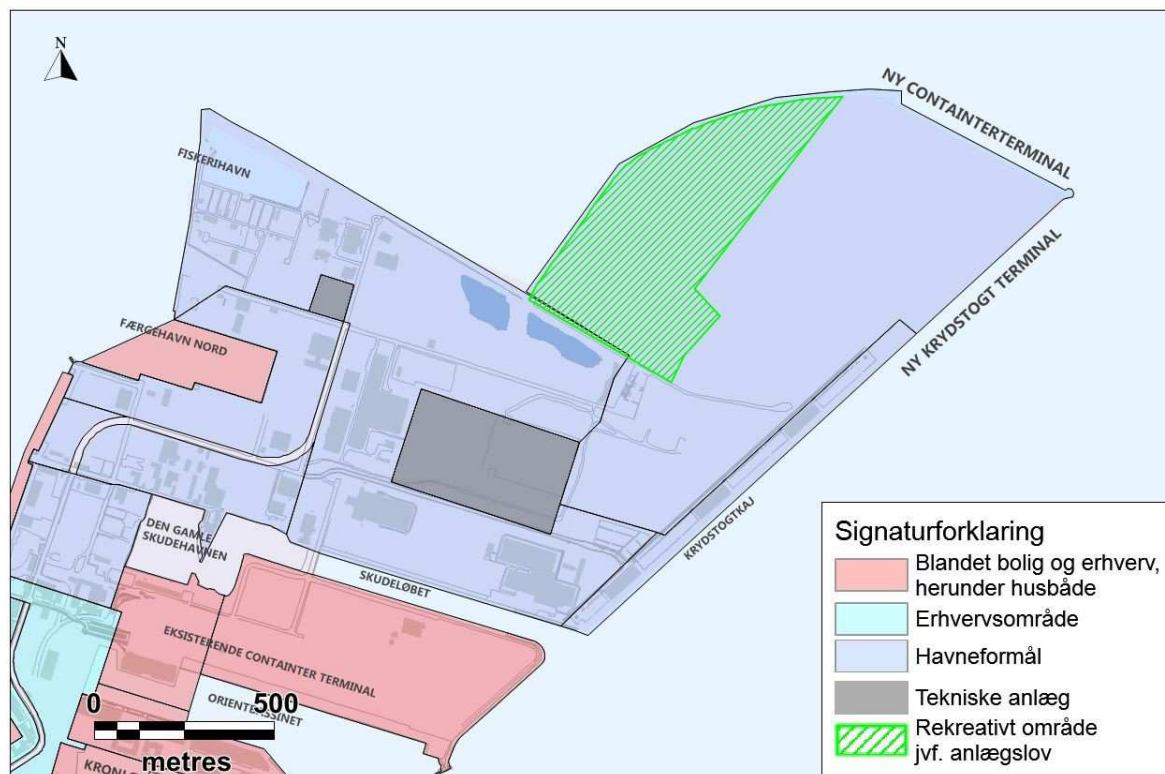 N
NY CONTAINTERTERMINAL
FISKERIHAVN
NY KRYDSTOGT TERMINAL
FÆRGEHAVN NORD
KRYDSTOGTKAJ
DEN GAMLE
SKUDEHAVNEN
SKUDELØBET
EKSISTERENDE CONTAINTER TERMINAL
0 500
metres
Signaturforklaring
Blandet bolig og erhverv,
herunder husbåde
Erhvervsområde
Havneformål
Tekniske anlæg
Rekreativt område
jvf. anlægslov